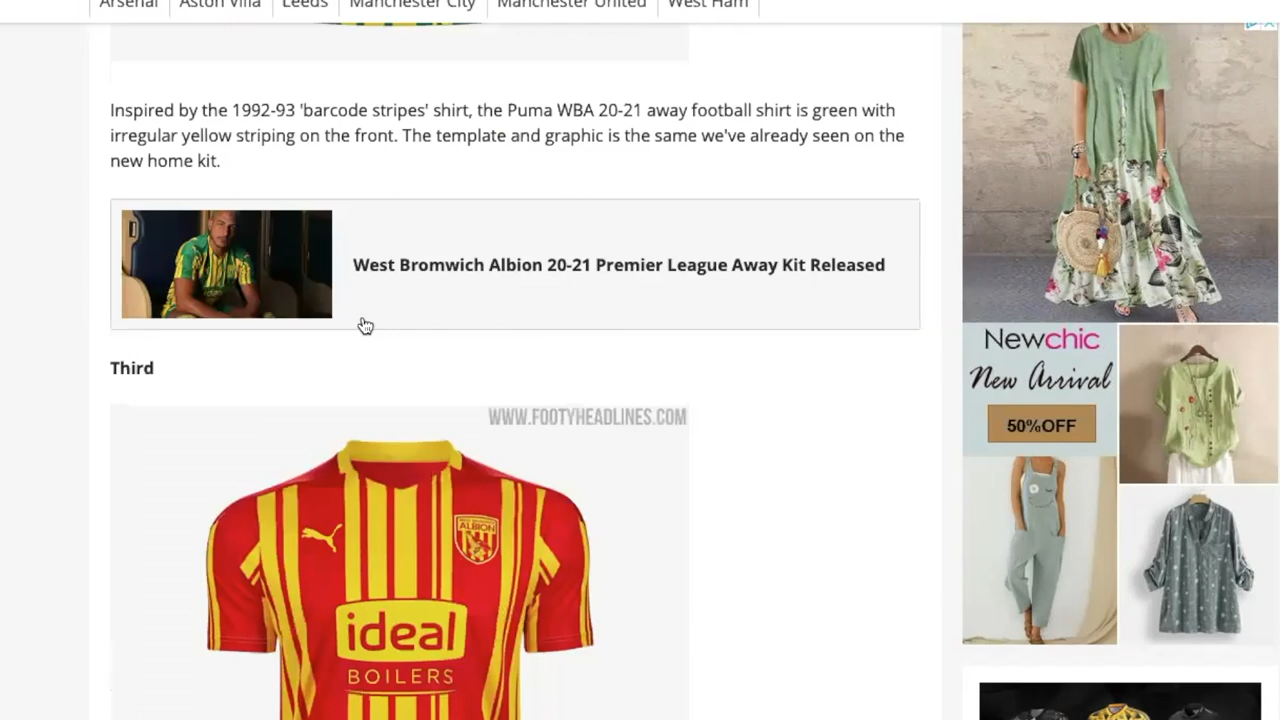 Arsenal
Aston Villa
Leeds
Manchester City
Manchester United
West Ham
Inspired by the 1992-93 'barcode stripes' shirt, the Puma WBA 20-21 away football shirt is green with
irregular yellow striping on the front. The template and graphic is the same we've already seen on the
new home kit.
West Bromwich Albion 20-21 Premier League Away Kit Released
Third
WWW.FOOTYHEADLINES.COM
ALBION
ideal
BOILERS
Newchic
New Arrival
50%OFF